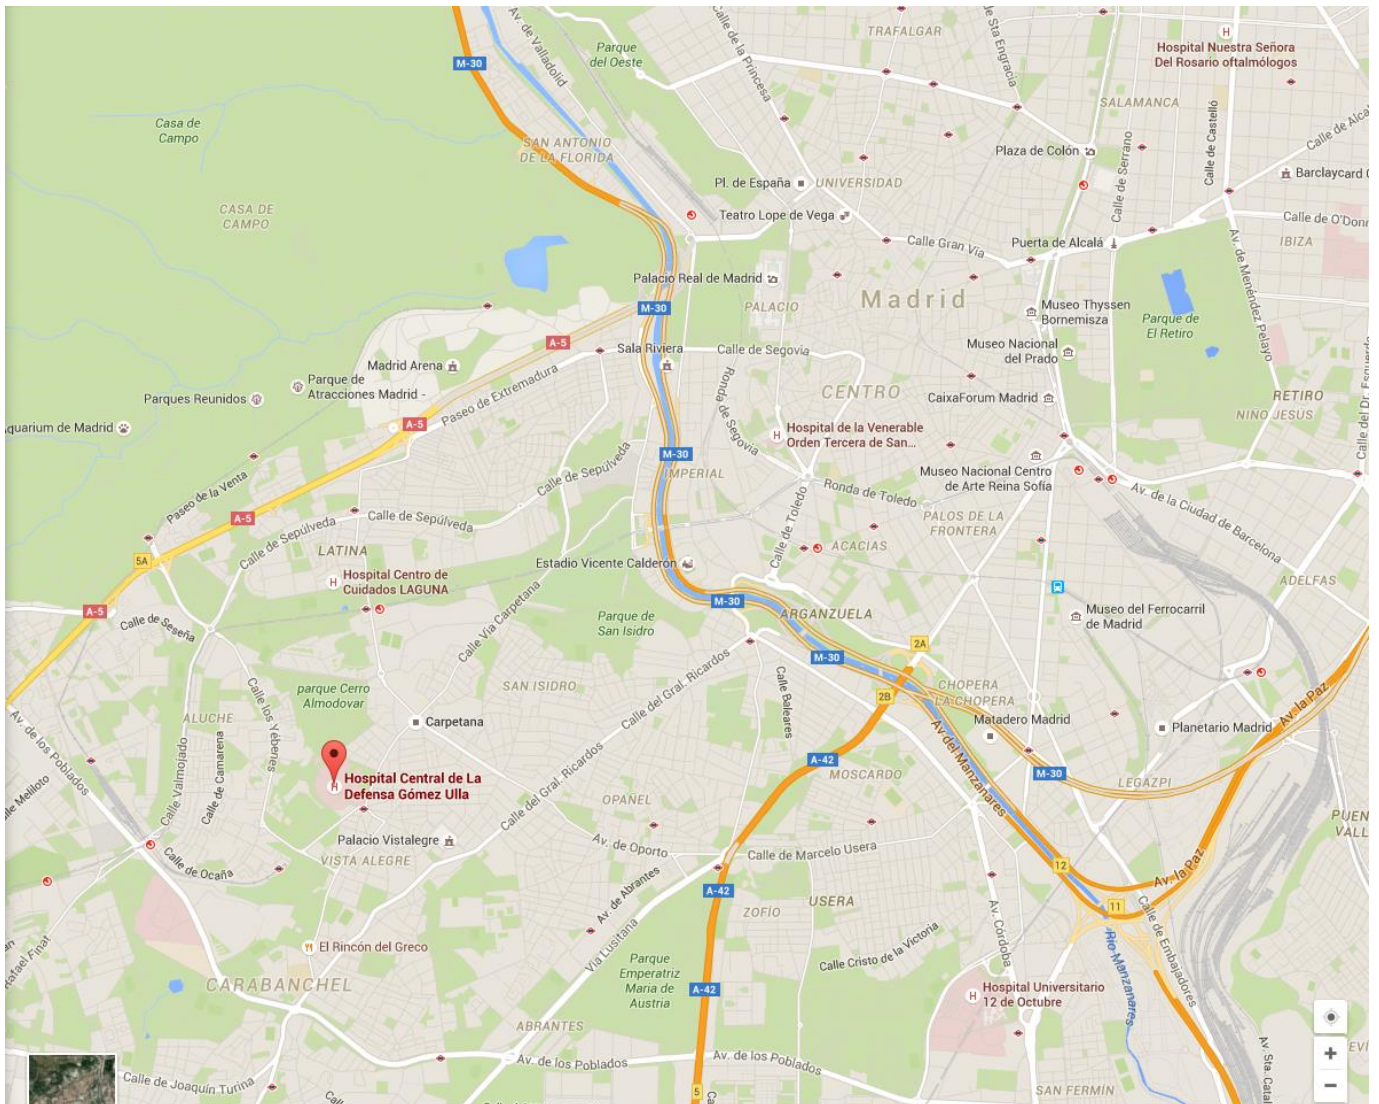 M-30
Av. de Valladolid
Parque
del Oeste
Calle de la Princesa
TRAFALGAR
de Sta Engracia
Hospital Nuestra Señora
Del Rosario oftalmólogos
SALAMANCA
Casa de
Campo
SAN ANTONIO
DE LA FLORIDA
Plaza de Colón
Calle de Serrano
Calle de Castelló
Calle de Alca
Pl. de España
UNIVERSIDAD
Barclaycard
CASA DE
CAMPO
Teatro Lope de Vega
Calle Gran Vía
Puerta de Alcalá
Calle de O'Donn
IBIZA
Av. de Menéndez Pelayo
Palacio Real de Madrid
PALACIO
Madrid
M-30
Museo Thyssen
Bornemisza
Parque de
El Retiro
A-5
Sala Riviera
Calle de Segovia
Museo Nacional
del Prado
Madrid Arena
Parque de
Atracciones Madrid -
Paseo de Extremadura
Ronda de Segovia
CENTRO
Calle del Dr. Esquerdo
Parques Reunidos
CaixaForum Madrid
RETIRO
NIÑO JESÚS
quarium de Madrid
A-5
Hospital de la Venerable
Orden Tercera de San...
M-30
IMPERIAL
Calle de Sepúlveda
Museo Nacional Centro
de Arte Reina Sofía
Paseo de la Venta
Ronda de Toledo
Av. de la Ciudad de Barcelona
A-5
Calle de Sepúlveda
Calle de Sepúlveda
Calle de Toledo
PALOS DE LA
FRONTERA
LATINA
ACACIAS
5A
Estadio Vicente Calderón
Hospital Centro de
Cuidados LAGUNA
ADELFAS
A-5
M-30
Calle de Seseña
Calle Vía Carpetana
Parque de
San Isidro
ARGANZUELA
Museo del Ferrocarril
de Madrid
2A
M-30
parque Cerro
Almodovar
SAN ISIDRO
Calle del Gral. Ricardos
Calle Baleares
2B
CHOPERA
LA CHOPERA
Av. de los Poblados
ALUCHE
Calle los Yébenes
Carpetana
Matadero Madrid
Planetario Madrid
Av. la Paz
Av del Manzanares
Calle Valmojado
Calle de Camarena
Hospital Central de La
Defensa Gómez Ulla
A-42
MOSCARDO
M-30
LEGAZPI
lle Meliloto
Calle del Gral. Ricardos
OPAÑEL
PUEN
VALL
Palacio Vistalegre
VISTA ALEGRE
Av. de Oporto
Calle de Marcelo Usera
Calle de Ocaña
12
Av. la Paz
Av. de Abrantes
A-42
ZOFÍO
USERA
11
Av. Córdoba
Calle de Embajadores
El Rincón del Greco
Vía Lusitana
Calle Cristo de la Victoria
Rafael Finat
Río Manzanares
CARABANCHEL
Parque
Emperatriz
Maria de
Austria
A-42
Hospital Universitario
12 de Octubre
ABRANTES
Av. de los Poblados
Av. de los Poblados
Calle de Joaquín Turina
5
SAN FERMÍN
Av. Sta. Catal
+
−